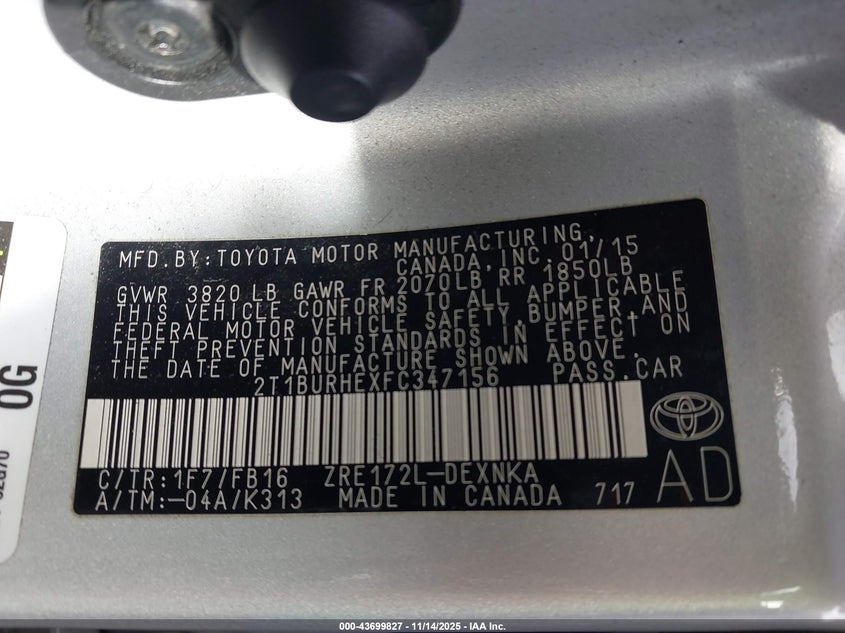 MFD.BY:TOYOTA MOTOR MANUFACTURING,
CANADA, INC. 01/15
GVWR 3820 LB GAWR FR 2070LB, RR 1850LB
THIS VEHICLE CONFORMS TO ALL APPLICABLE
FEDERAL MOTOR VEHICLE SAFETY, BUMPER, AND
THEFT PREVENTION STANDARDS IN EFFECT ON
THE DATE OF MANUFACTURE SHOWN ABOVE.
2T1BURHEXFC347156 PASS.CAR
C/TR:1F7/FB16 ZRE172L-DEXNKA
A/TM:-04A/K313 MADE IN CANADA 717
AD
0G
000-43699827 - 11/14/2025 - IAA Inc.